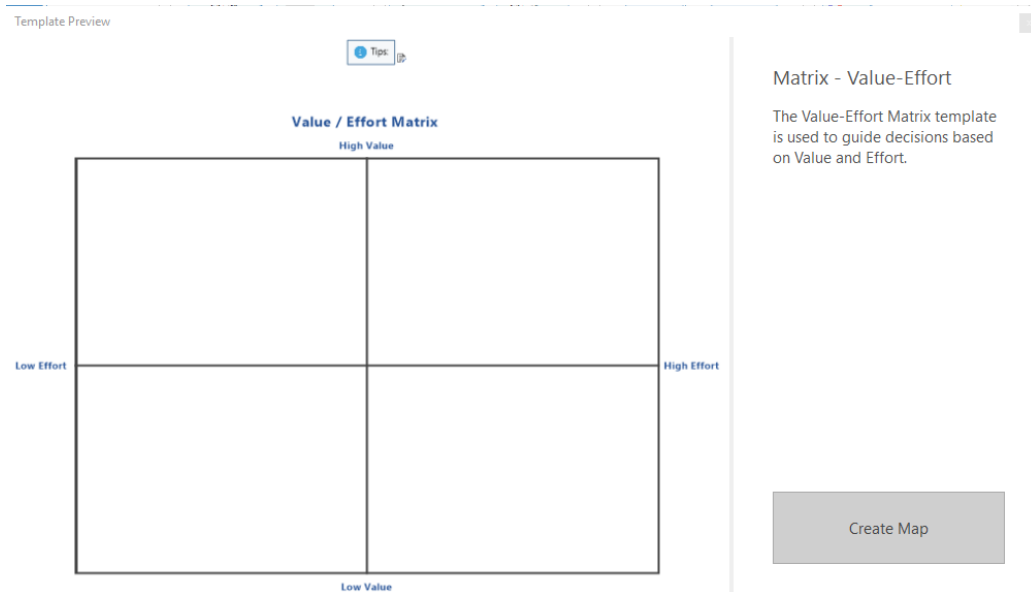 Template Preview
Tips:
Value / Effort Matrix
High Value
Low Effort
High Effort
Low Value
Matrix - Value-Effort
The Value-Effort Matrix template
is used to guide decisions based
on Value and Effort.
Create Map